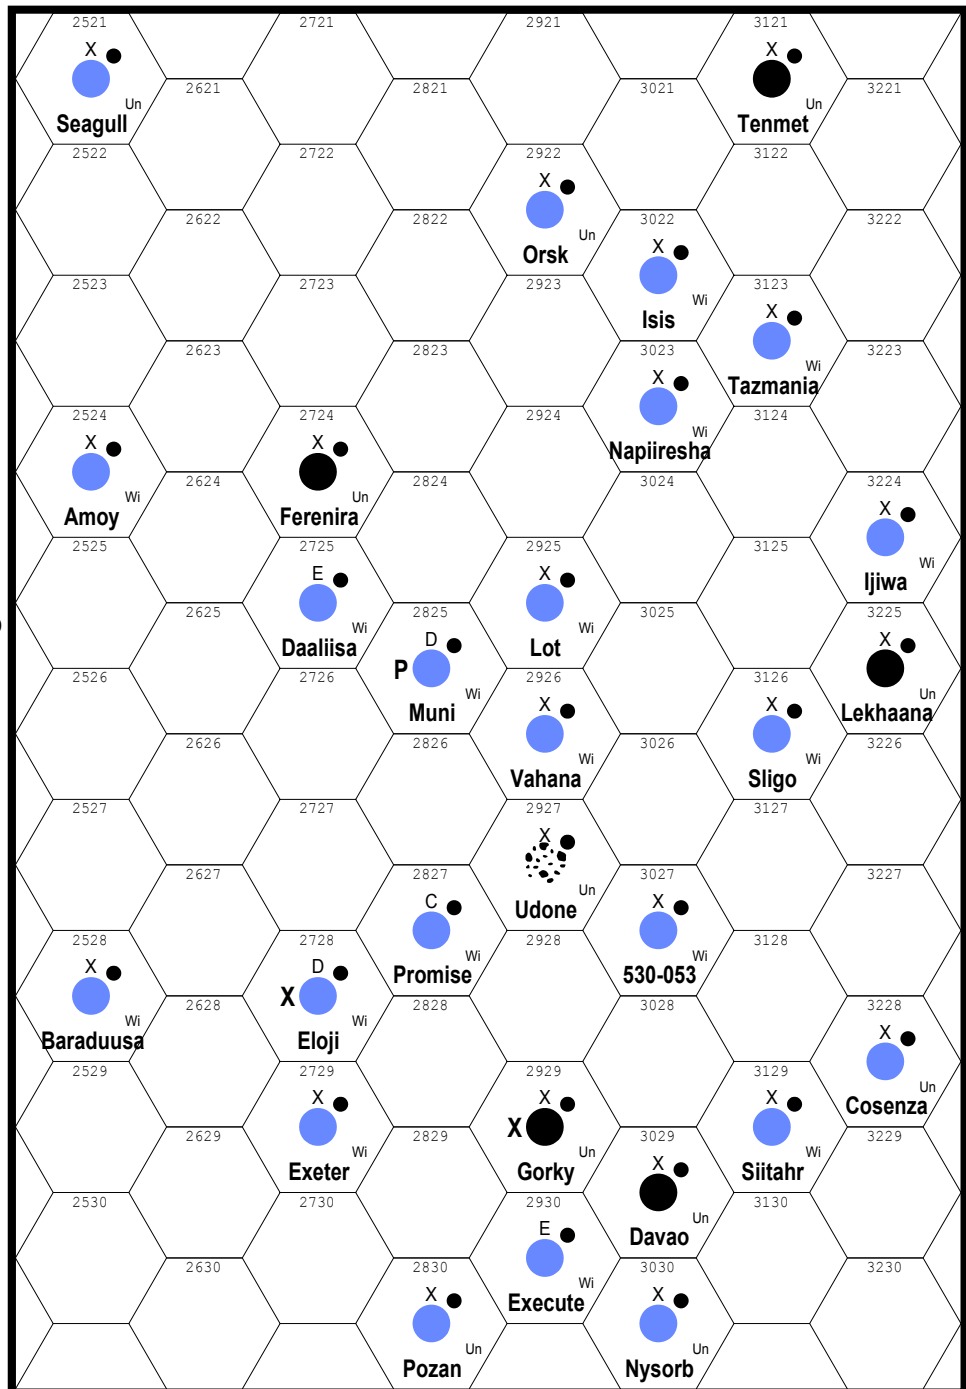 2521 2721 2921 3121
X X
2621 2821 3021 3221
Un Un
Seagull Tenmet
2522 2722 2922 3122
X
2622 2822 3022 3222
Un X
Orsk
2523 2723 2923 3123
Wi X
Isis
2623 2823 3023 3223
Wi
X Tazmania
2524 2724 2924 3124
X X Wi
Napiiresha
2624 2824 3024 3224
Wi Un X
Amoy Ferenira
2525 2725 2925 3125
Wi
E X Ijiwa
2625 2825 3025 3225
Wi D Wi X
Daaliisa Lot
P
2526 2726 2926 3126
Wi X X Un
Muni Lekhaana
2626 2826 3026 3226
Wi Wi
Vahana Sligo
2527 2727 2927 3127
X
2627 2827 3027 3227
Un
C X
Udone
2528 2728 2928 3128
X D Wi Wi
Promise 530-053
X
2628 2828 3028 3228
Wi Wi X
Baraduusa Eloji
2529 2729 2929 3129
X X X Un
Cosenza
X
2629 2829 3029 3229
Wi Un X Wi
Exeter Gorky Siitahr
2530 2730 2930 3130
Un
E Davao
2630 2830 3030 3230
Wi
X X
Execute
Un Un
Pozan Nysorb